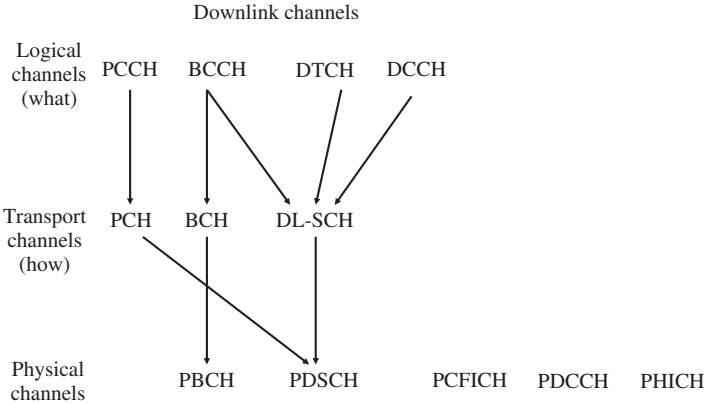 Downlink channels
Logical
channels
(what)
PCCH BCCH DTCH DCCH
Transport
channels
(how)
PCH BCH DL-SCH
Physical
channels
PBCH PDSCH PCFICH PDCCH PHICH